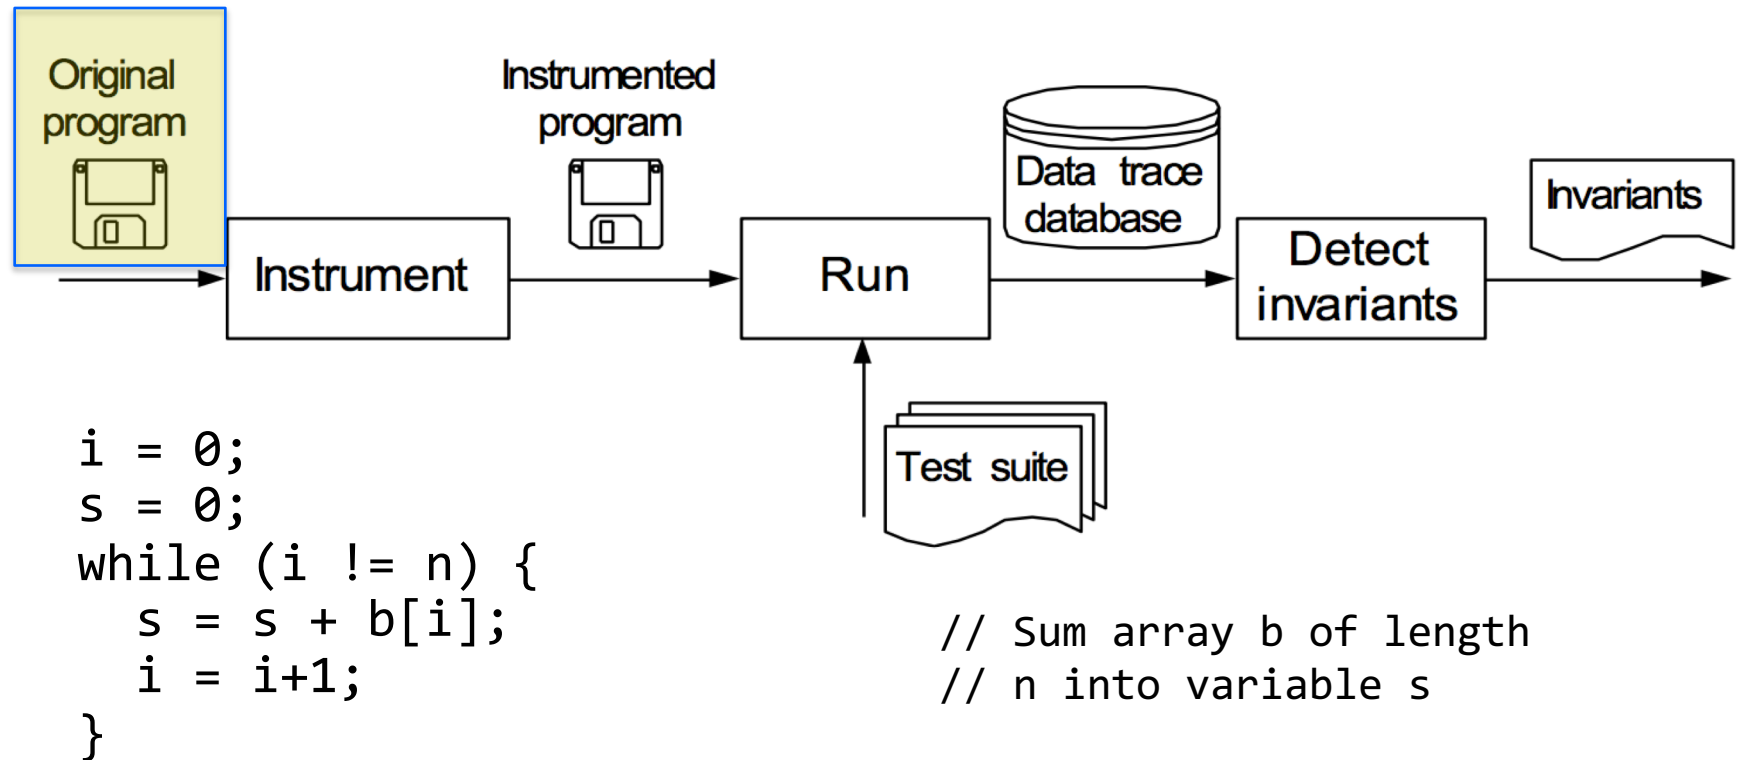 Original
program
Instrumented
program
Data trace
database
Invariants
Instrument
Run
Detect
invariants
Test suite
i = 0;
s = 0;
while (i != n) {
  s = s + b[i];
  i = i+1;
}
// Sum array b of length
// n into variable s